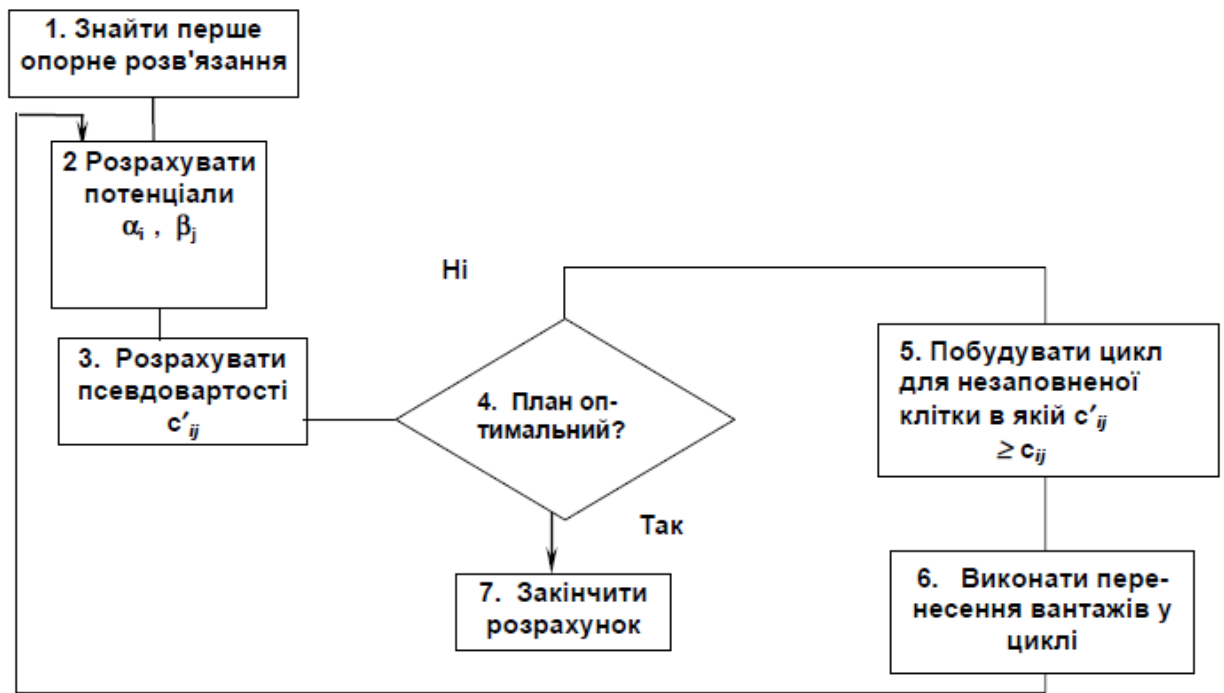 1. Знайти перше
опорне розв'язання
2 Розрахувати
потенціали
αi , βj
3. Розрахувати
псевдовартості
c′ij
Ні
4. План оп-
тимальний?
Так
7. Закінчити
розрахунок
5. Побудувати цикл
для незаповненої
клітки в якій c′ij
≥ cij
6. Виконати пере-
несення вантажів у
циклі